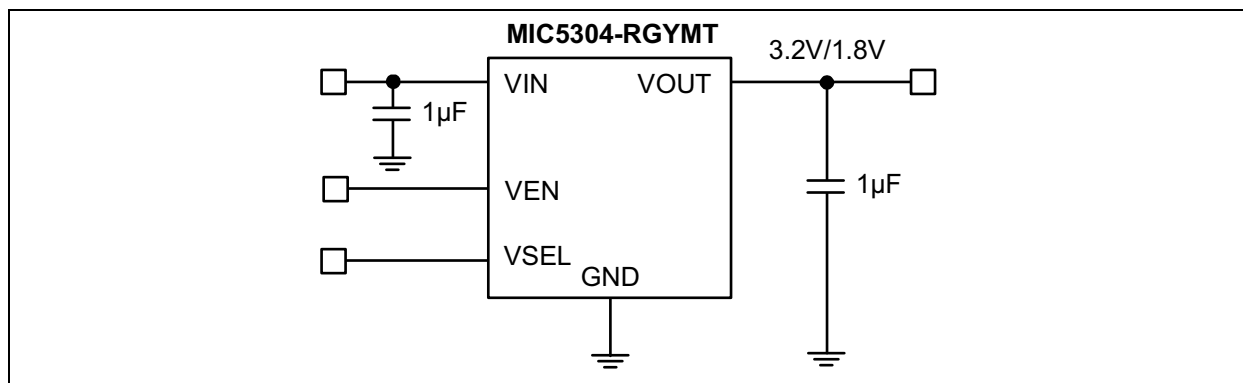 MIC5304-RGYMT
3.2V/1.8V
VIN
VOUT
1µF
VEN
1µF
VSEL
GND